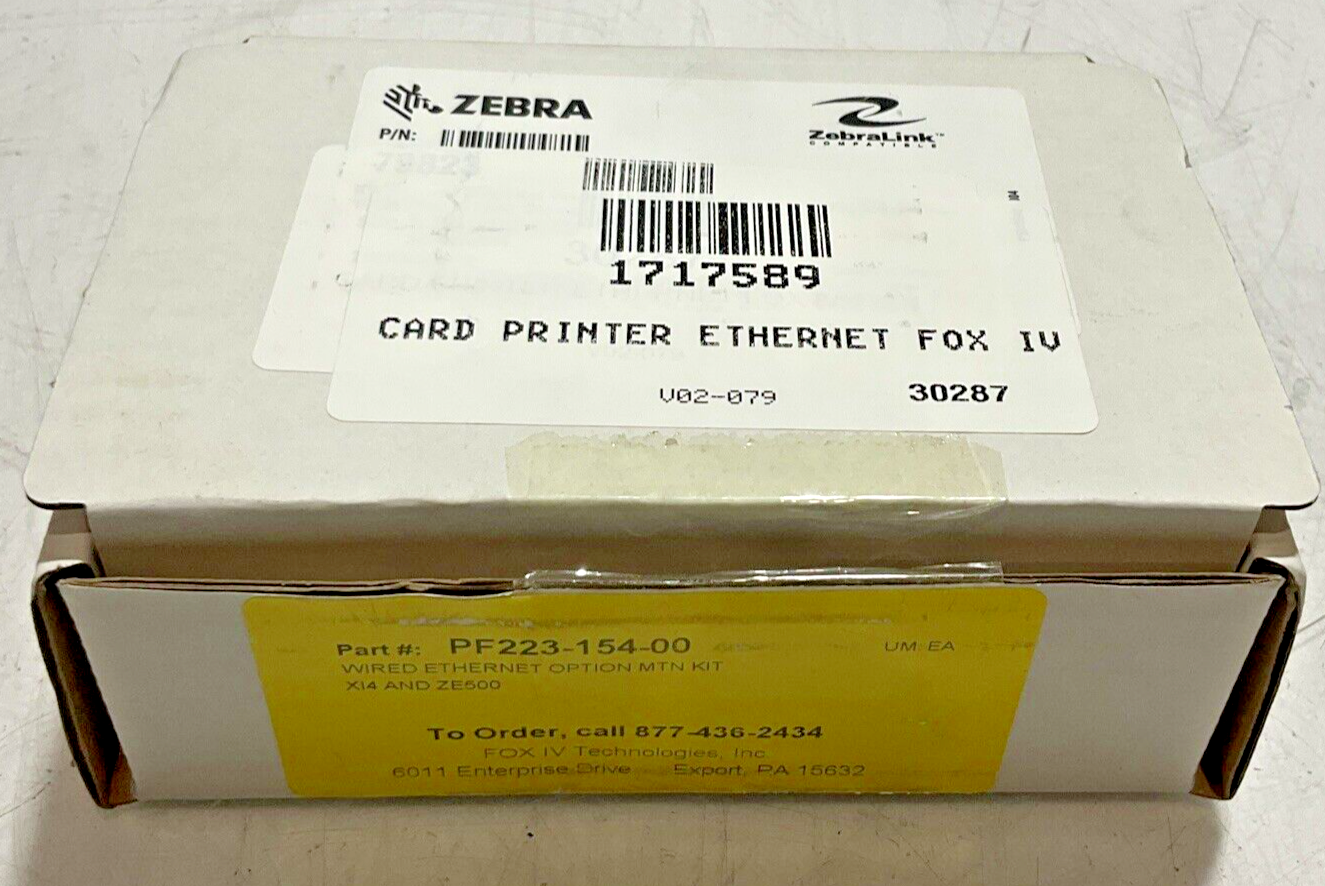 ZEBRA
ZebraLink™
COMPATIBLE
P/N:
1717589
CARD PRINTER ETHERNET FOX IV
V02-079
30287
Part #: PF223-154-00
UM: EA
WIRED ETHERNET OPTION MTN KIT
XI4 AND ZE500
To Order, call 877-436-2434
FOX IV Technologies, Inc.
6011 Enterprise Drive Export, PA 15632